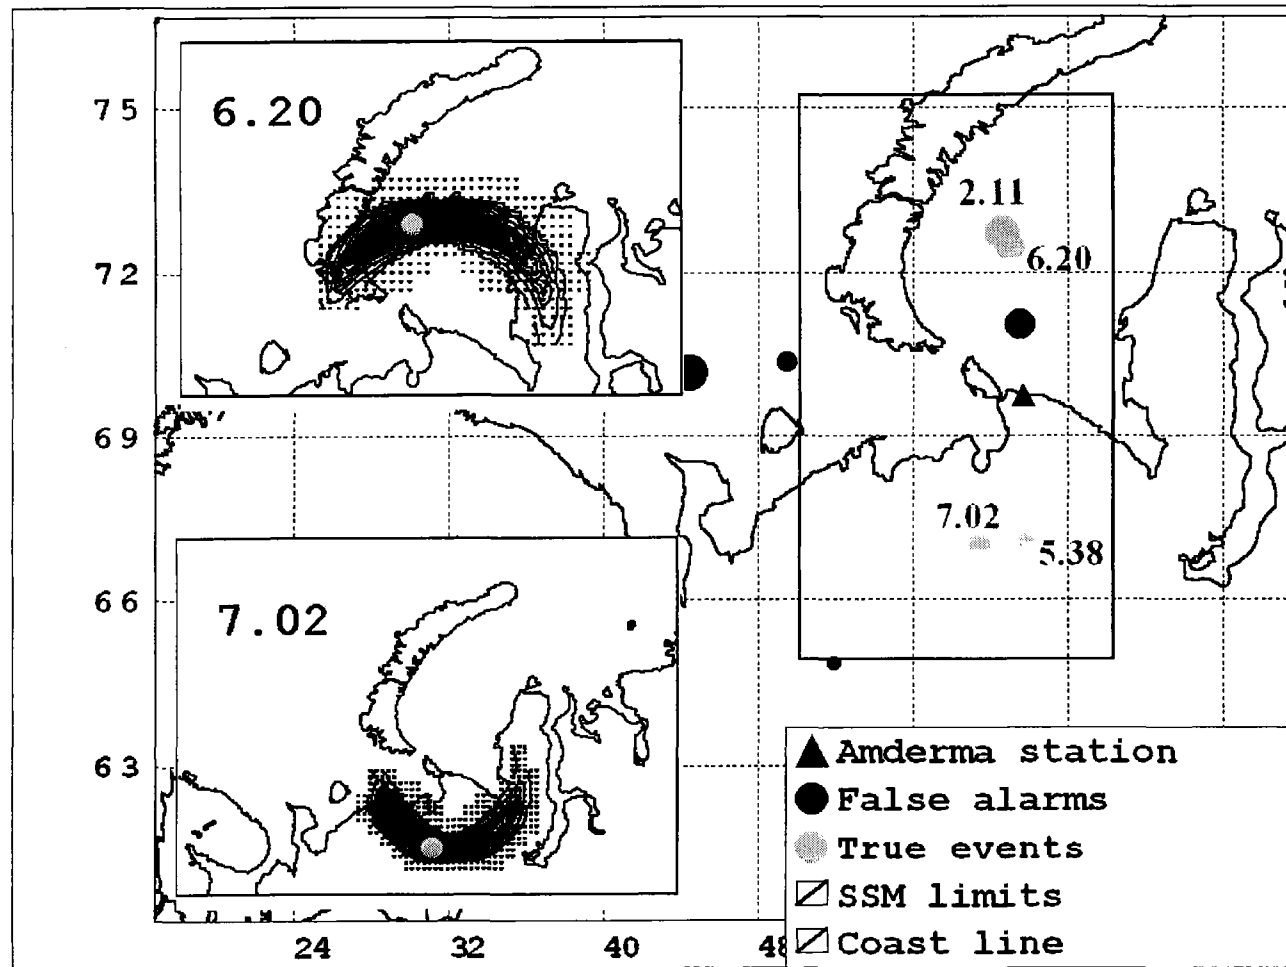 75
72
69
66
63
6.20
7.02
2.11
6.20
7.02
5.38
Amderma station
False alarms
True events
SSM limits
Coast line
24 32 40